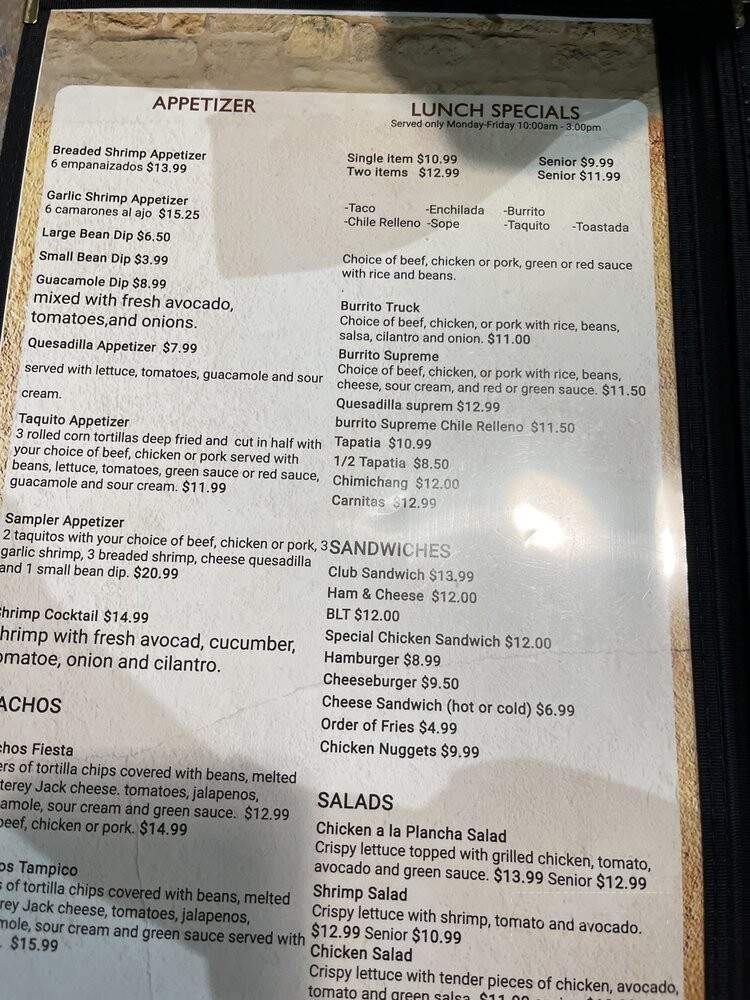 APPETIZER
Breaded Shrimp Appetizer
6 empanaizados $13.99
Garlic Shrimp Appetizer
6 camarones al ajo $15.25
Large Bean Dip $6.50
Small Bean Dip $3.99
Guacamole Dip $8.99
mixed with fresh avocado,
tomatoes,and onions.
Quesadilla Appetizer $7.99
served with lettuce, tomatoes, guacamole and sour
cream.
Taquito Appetizer
3 rolled corn tortillas deep fried and cut in half with
your choice of beef, chicken or pork served with
beans, lettuce, tomatoes, green sauce or red sauce,
guacamole and sour cream. $11.99
Sampler Appetizer
2 taquitos with your choice of beef, chicken or pork, 3
garlic shrimp, 3 breaded shrimp, cheese quesadilla
and 1 small bean dip. $20.99
Shrimp Cocktail $14.99
hrimp with fresh avocad, cucumber,
omatoe, onion and cilantro.
ACHOS
chos Fiesta
ers of tortilla chips covered with beans, melted
terey Jack cheese. tomatoes, jalapenos,
amole, sour cream and green sauce. $12.99
beef, chicken or pork. $14.99
os Tampico
s of tortilla chips covered with beans, melted
rey Jack cheese, tomatoes, jalapenos,
mole, sour cream and green sauce served with
. $15.99
LUNCH SPECIALS
Served only Monday-Friday 10:00am - 3:00pm
Single item $10.99 Senior $9.99
Two items $12.99 Senior $11.99
-Taco -Enchilada -Burrito
-Chile Relleno -Sope -Taquito -Toastada
Choice of beef, chicken or pork, green or red sauce
with rice and beans.
Burrito Truck
Choice of beef, chicken, or pork with rice, beans,
salsa, cilantro and onion. $11.00
Burrito Supreme
Choice of beef, chicken, or pork with rice, beans,
cheese, sour cream, and red or green sauce. $11.50
Quesadilla suprem $12.99
burrito Supreme Chile Relleno $11.50
Tapatia $10.99
1/2 Tapatia $8.50
Chimichang $12.00
Carnitas $12.99
SANDWICHES
Club Sandwich $13.99
Ham & Cheese $12.00
BLT $12.00
Special Chicken Sandwich $12.00
Hamburger $8.99
Cheeseburger $9.50
Cheese Sandwich (hot or cold) $6.99
Order of Fries $4.99
Chicken Nuggets $9.99
SALADS
Chicken a la Plancha Salad
Crispy lettuce topped with grilled chicken, tomato,
avocado and green sauce. $13.99 Senior $12.99
Shrimp Salad
Crispy lettuce with shrimp, tomato and avocado.
$12.99 Senior $10.99
Chicken Salad
Crispy lettuce with tender pieces of chicken, avocado,
tomato and green salsa